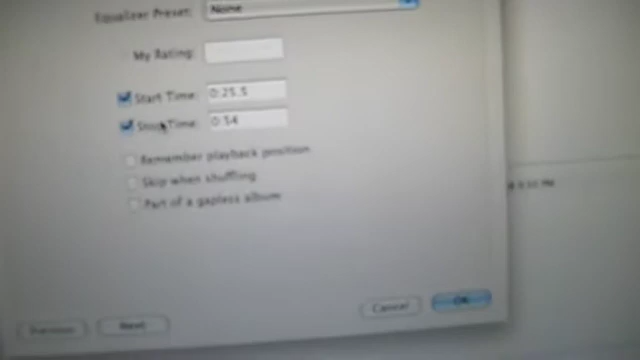 Equalizer Preset: None
My Rating:
Start Time: 0:25.5
Stop Time: 0:54
Remember playback position
Skip when shuffling
Part of a gapless album
Cancel OK
Previous Next